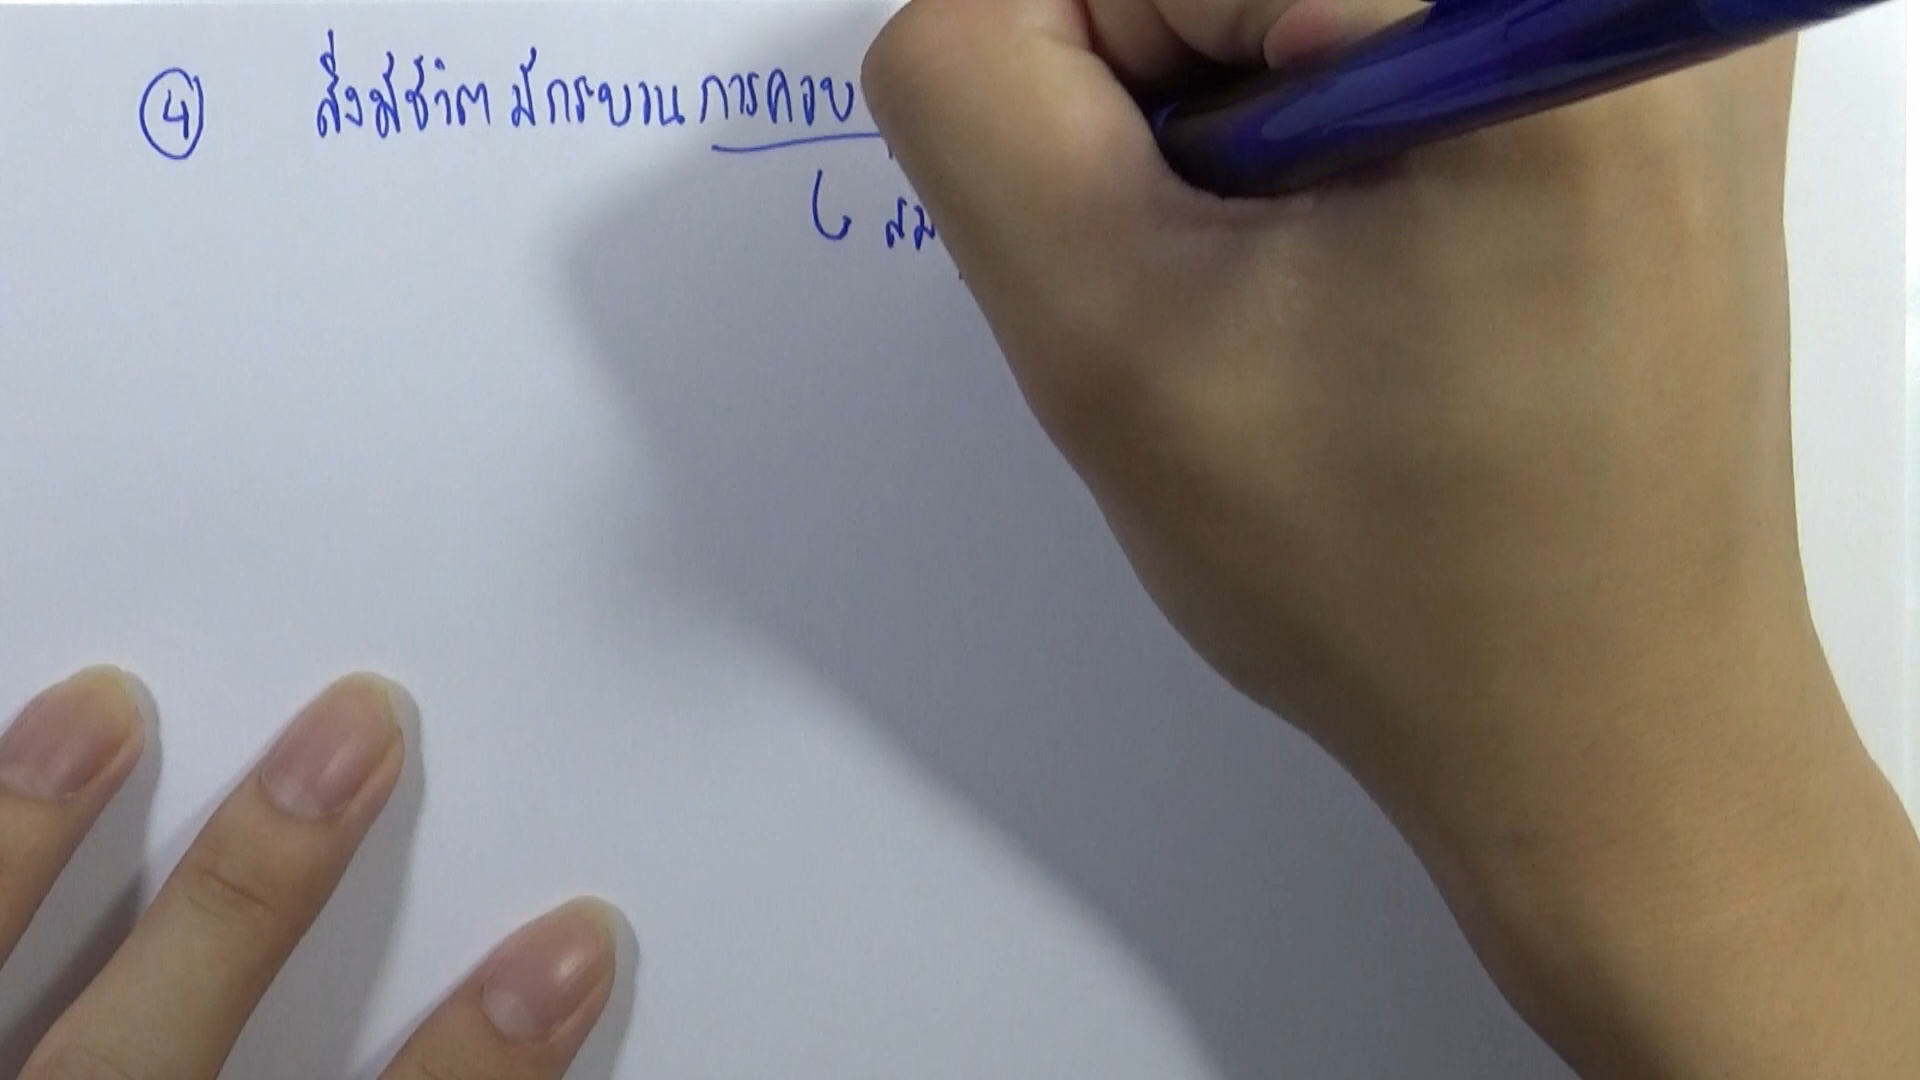 ④ สิ่งมีชีวิต มีกระบวนการควบ
↳ สม